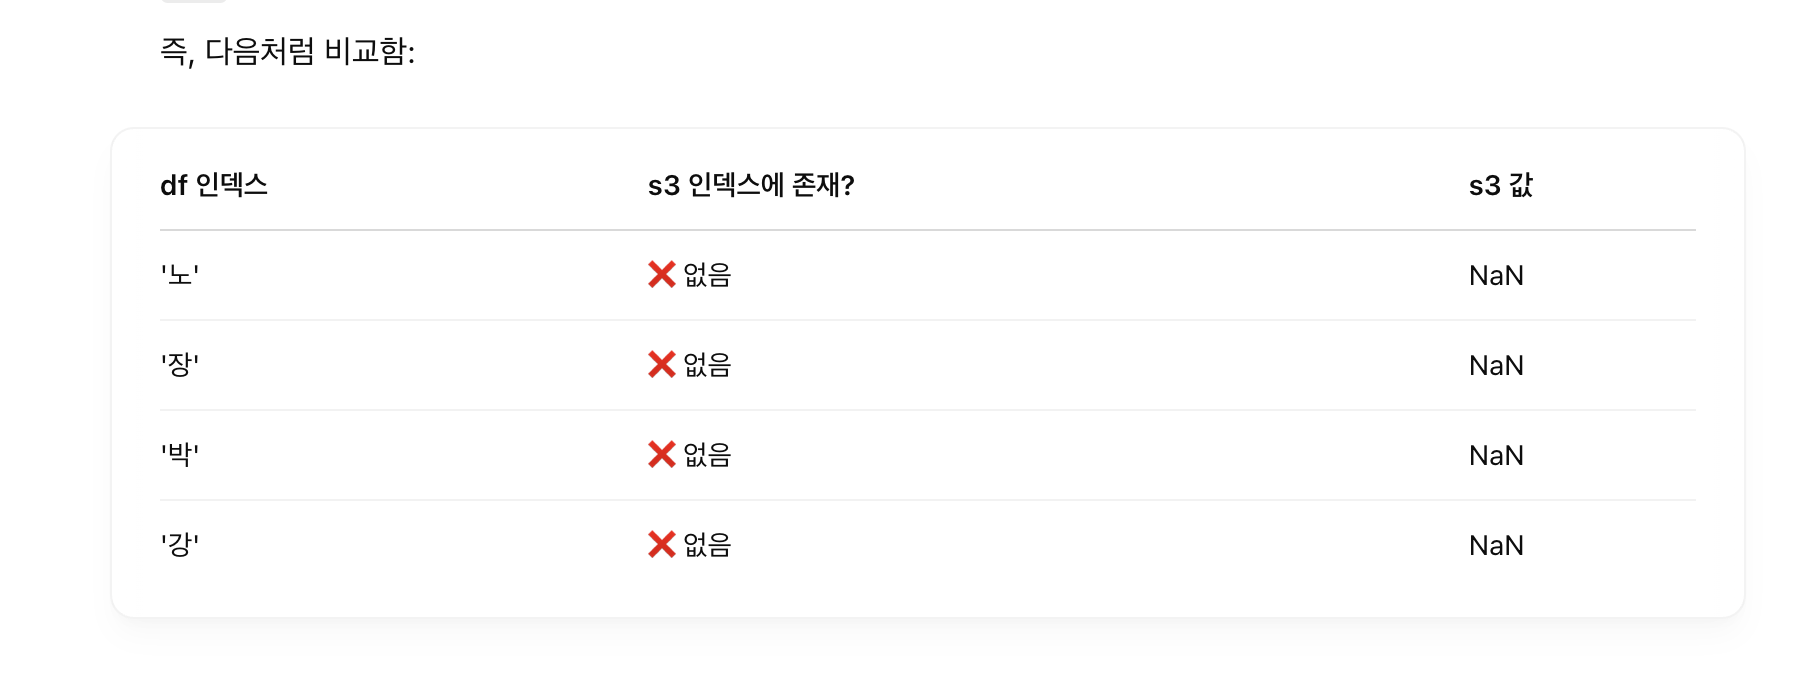 즉, 다음처럼 비교함:
df 인덱스 s3 인덱스에 존재? s3 값
'노' ❌ 없음 NaN
'장' ❌ 없음 NaN
'박' ❌ 없음 NaN
'강' ❌ 없음 NaN